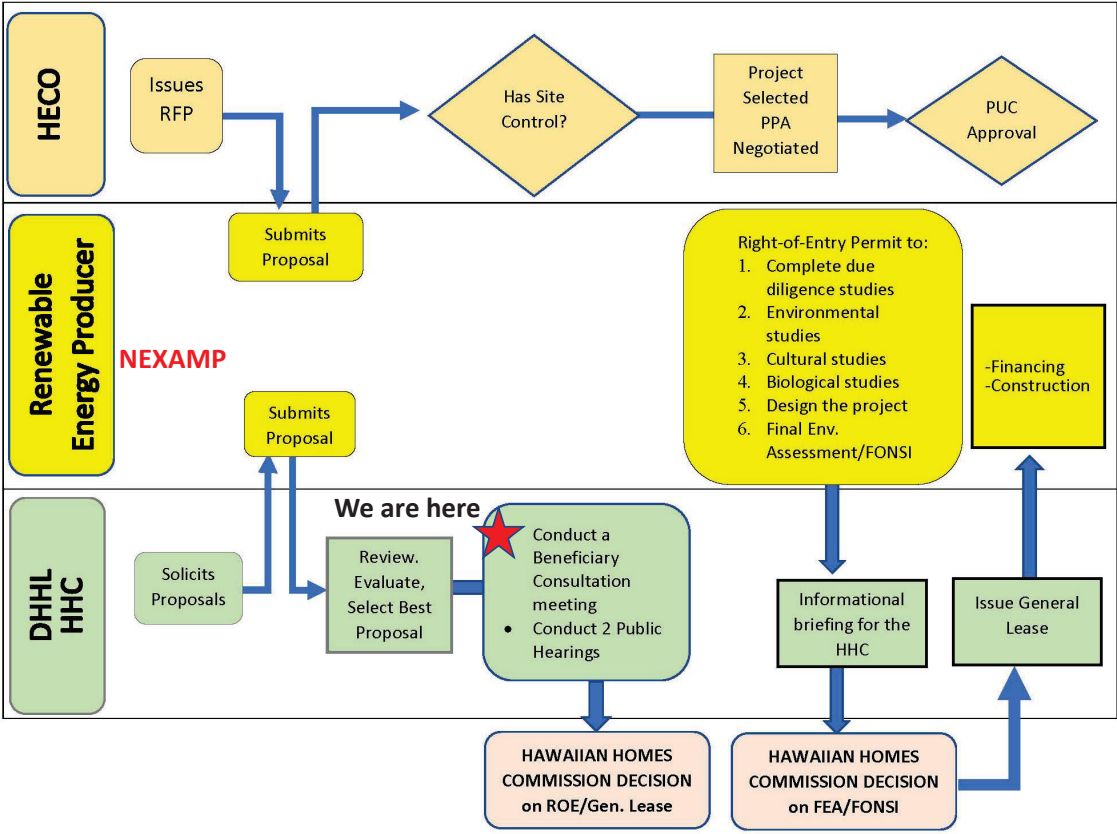 HECO
Issues
RFP
Has Site
Control?
Project
Selected
PPA
Negotiated
PUC
Approval
Renewable
Energy Producer
NEXAMP
Submits
Proposal
Submits
Proposal
Right-of-Entry Permit to:
1. Complete due
diligence studies
2. Environmental
studies
3. Cultural studies
4. Biological studies
5. Design the project
6. Final Env.
Assessment/FONSI
-Financing
-Construction
DHHL
HHC
Solicits
Proposals
We are here
Review.
Evaluate,
Select Best
Proposal
Conduct a
Beneficiary
Consultation
meeting
• Conduct 2 Public
Hearings
Informational
briefing for the
HHC
Issue General
Lease
HAWAIIAN HOMES
COMMISSION DECISION
on ROE/Gen. Lease
HAWAIIAN HOMES
COMMISSION DECISION
on FEA/FONSI